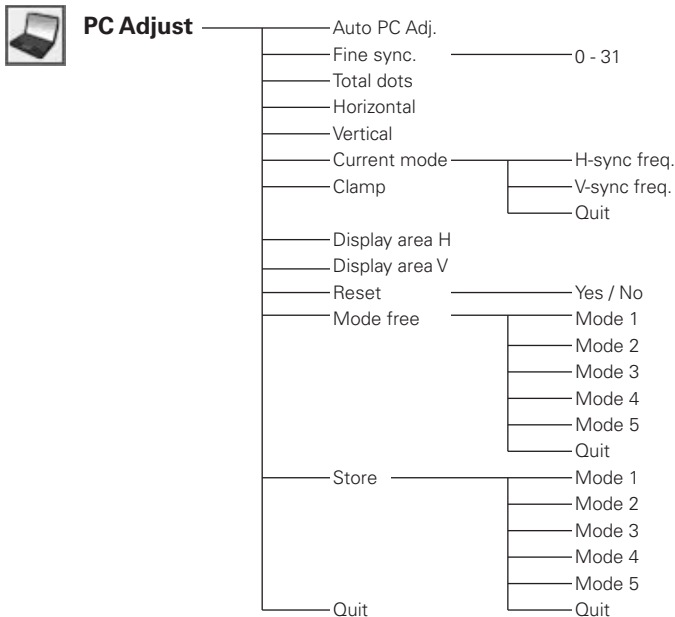 PC Adjust
Auto PC Adj.
Fine sync. 0 - 31
Total dots
Horizontal
Vertical
Current mode H-sync freq.
Clamp V-sync freq.
Quit
Display area H
Display area V
Reset Yes / No
Mode free Mode 1
Mode 2
Mode 3
Mode 4
Mode 5
Quit
Store Mode 1
Mode 2
Mode 3
Mode 4
Mode 5
Quit Quit